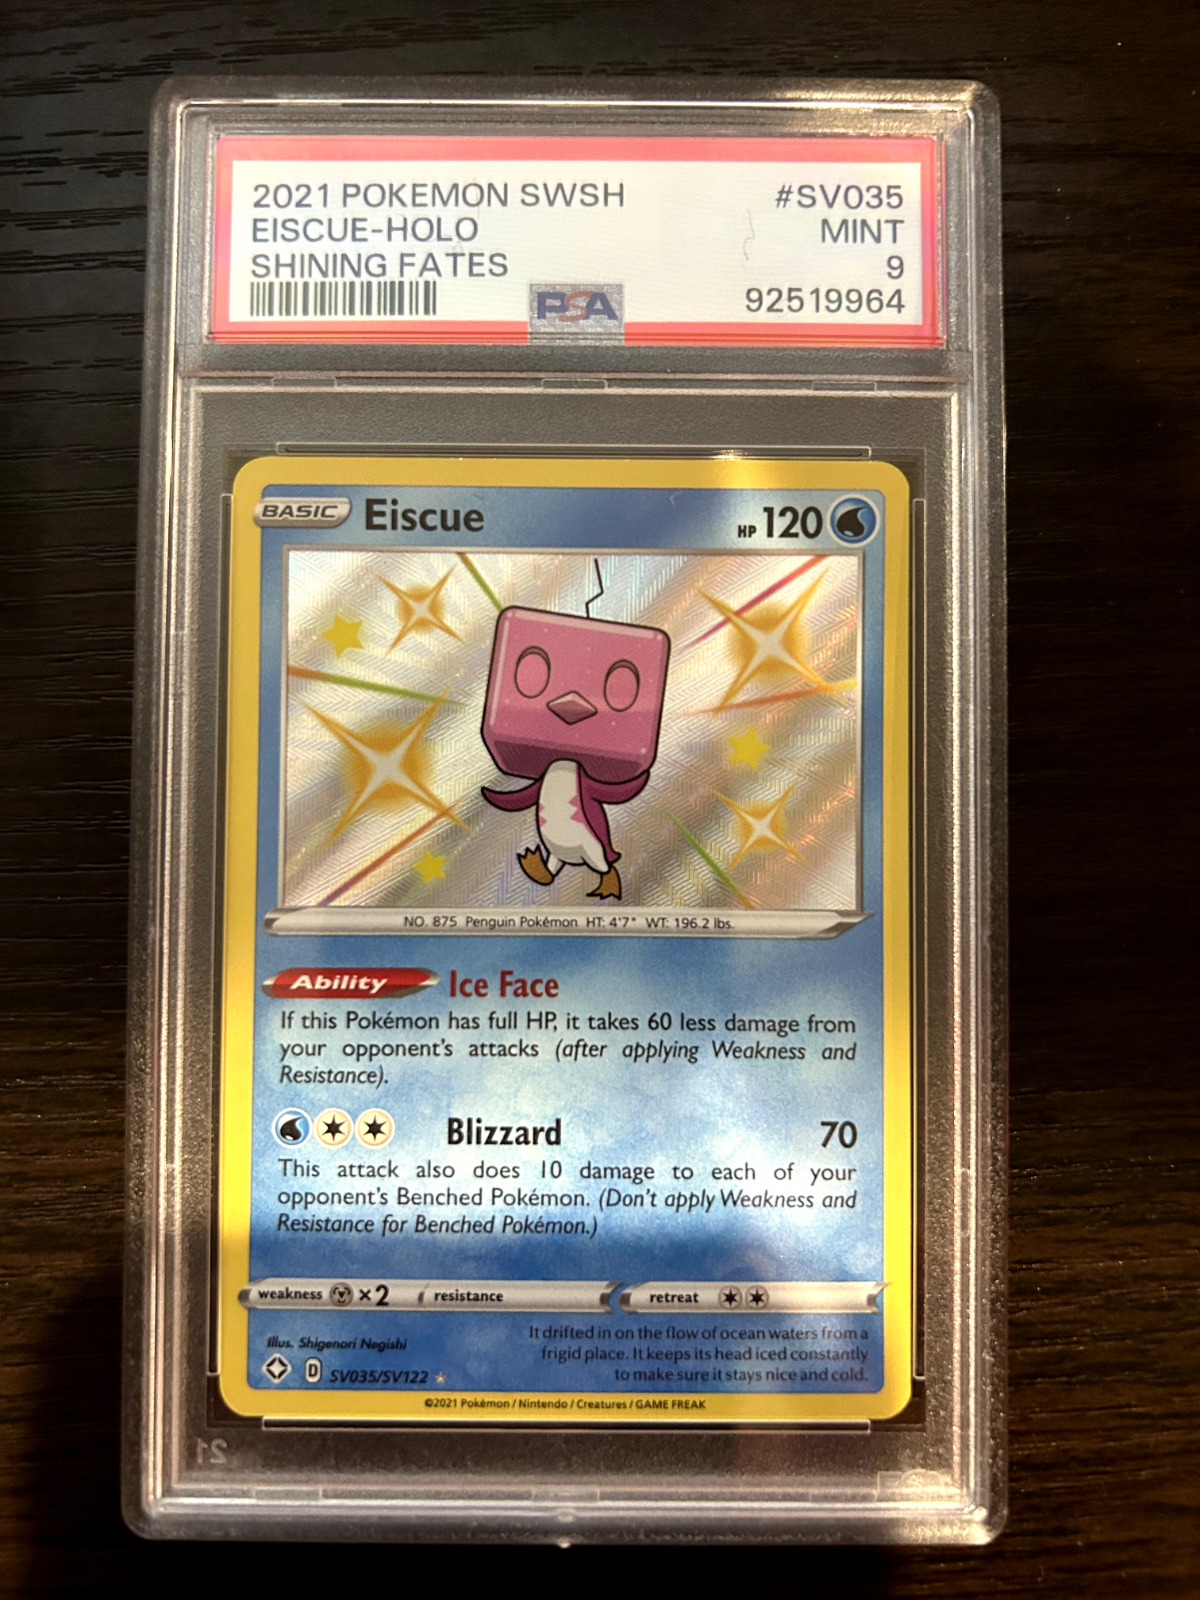 2021 POKEMON SWSH #SV035
EISCUE-HOLO MINT
SHINING FATES 9
PSA 92519964
BASIC Eiscue HP 120
NO. 875 Penguin Pokémon HT: 4'7" WT: 196.2 lbs.
Ability Ice Face
If this Pokémon has full HP, it takes 60 less damage from
your opponent's attacks (after applying Weakness and
Resistance).
Blizzard 70
This attack also does 10 damage to each of your
opponent's Benched Pokémon. (Don't apply Weakness and
Resistance for Benched Pokémon.)
weakness ×2 resistance retreat
Illus. Shigenori Negishi
D SV035/SV122
It drifted in on the flow of ocean waters from a
frigid place. It keeps its head iced constantly
to make sure it stays nice and cold.
©2021 Pokémon / Nintendo / Creatures / GAME FREAK
21